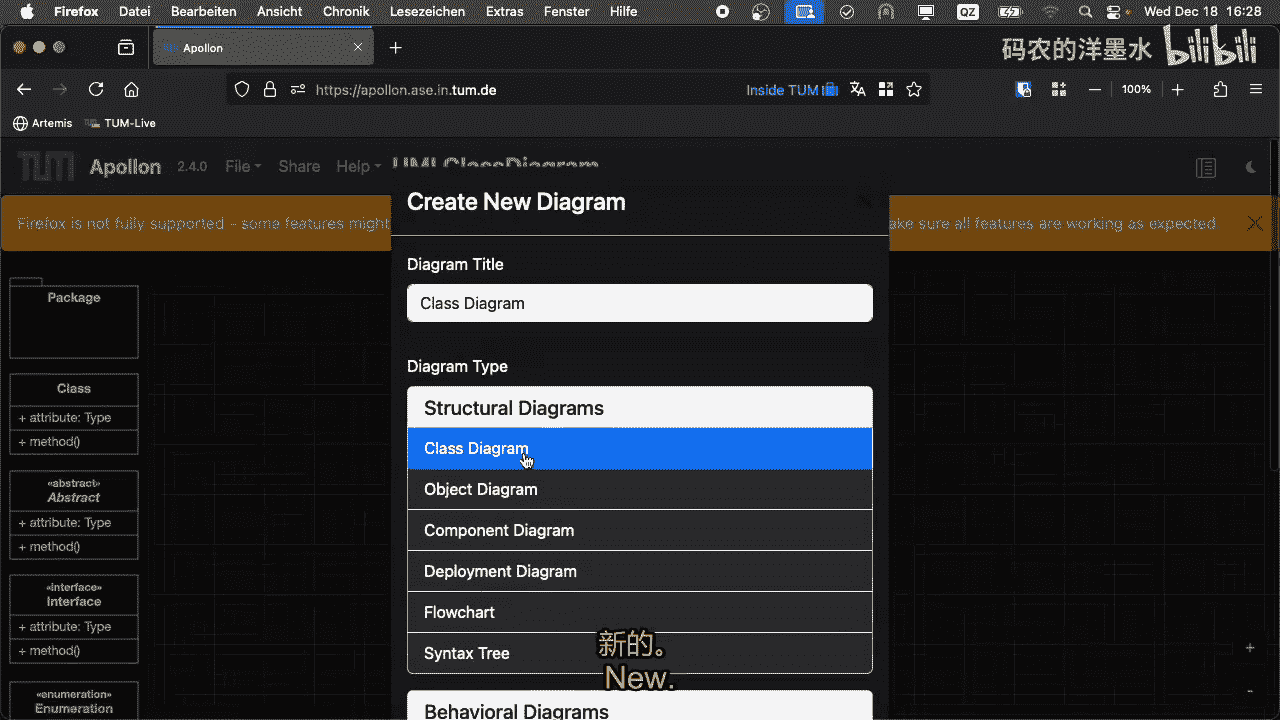 Firefox Datei Bearbeiten Ansicht Chronik Lesezeichen Extras Fenster Hilfe QZ Wed Dec 18 16:28
Apollon
码农的洋墨水 bilibili
https://apollon.ase.in.tum.de Inside TUM 100%
Artemis TUM-Live
TUM Apollon 2.4.0 File Share Help UMLClassDiagram
Create New Diagram
Firefox is not fully supported - some features might
ake sure all features are working as expected
Diagram Title
Class Diagram
Diagram Type
Structural Diagrams
Class Diagram
Object Diagram
Component Diagram
Deployment Diagram
Flowchart
Syntax Tree
Behavioral Diagrams
Package
Class
+ attribute: Type
+ method()
«abstract»
Abstract
+ attribute: Type
+ method()
«interface»
Interface
+ attribute: Type
+ method()
«enumeration»
Enumeration
新的。
New.